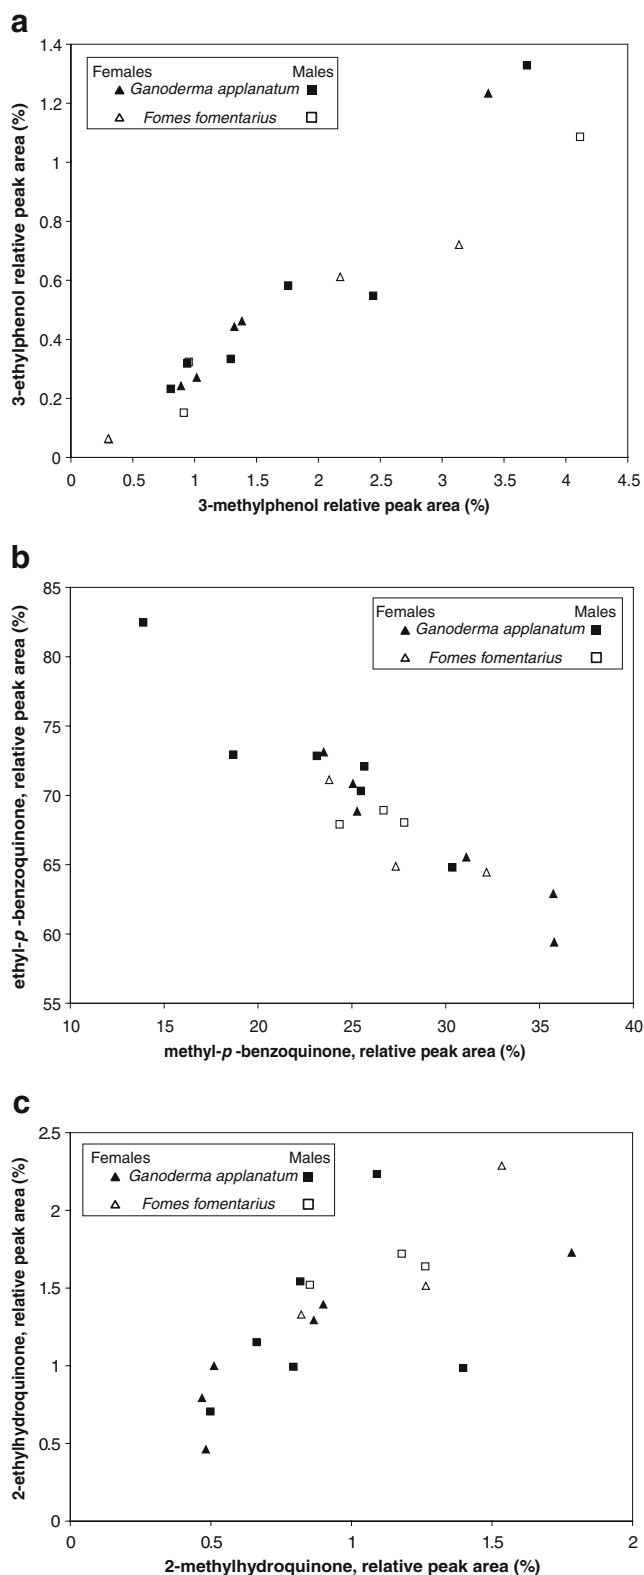 a
1.4
Females Males
Ganoderma applanatum
Fomes fomentarius
1.2
1
0.8
0.6
0.4
0.2
0
0 0.5 1 1.5 2 2.5 3 3.5 4 4.5
3-ethylphenol relative peak area (%)
3-methylphenol relative peak area (%)
b
85
Females Males
Ganoderma applanatum
Fomes fomentarius
80
75
70
65
60
55
10 15 20 25 30 35 40
ethyl-p -benzoquinone, relative peak area (%)
methyl-p -benzoquinone, relative peak area (%)
c
2.5
Females Males
Ganoderma applanatum
Fomes fomentarius
2
1.5
1
0.5
0
0 0.5 1 1.5 2
2-ethylhydroquinone, relative peak area (%)
2-methylhydroquinone, relative peak area (%)